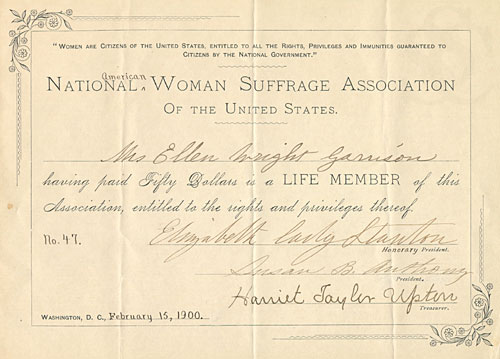 "Women are Citizens of the United States, entitled to all the Rights, Privileges and Immunities guaranteed to
Citizens by the National Government."
National American Woman Suffrage Association
Of the United States.
Mrs Ellen Wright Garrison
having paid Fifty Dollars is a LIFE MEMBER of this
Association, entitled to the rights and privileges thereof.
No. 47.
Elizabeth Cady Stanton
Honorary President.
Susan B. Anthony
President.
Harriet Taylor Upton
Treasurer.
Washington, D. C., February 15, 1900.